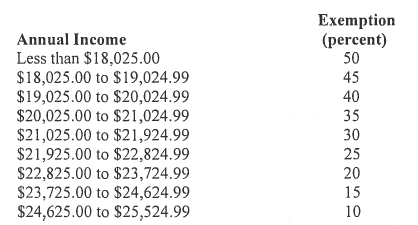 Exemption
Annual Income (percent)
Less than $18,025.00 50
$18,025.00 to $19,024.99 45
$19,025.00 to $20,024.99 40
$20,025.00 to $21,024.99 35
$21,025.00 to $21,924.99 30
$21,925.00 to $22,824.99 25
$22,825.00 to $23,724.99 20
$23,725.00 to $24,624.99 15
$24,625.00 to $25,524.99 10